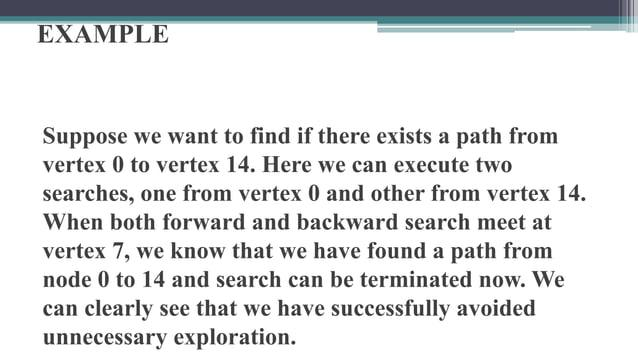 EXAMPLE
Suppose we want to find if there exists a path from
vertex 0 to vertex 14. Here we can execute two
searches, one from vertex 0 and other from vertex 14.
When both forward and backward search meet at
vertex 7, we know that we have found a path from
node 0 to 14 and search can be terminated now. We
can clearly see that we have successfully avoided
unnecessary exploration.